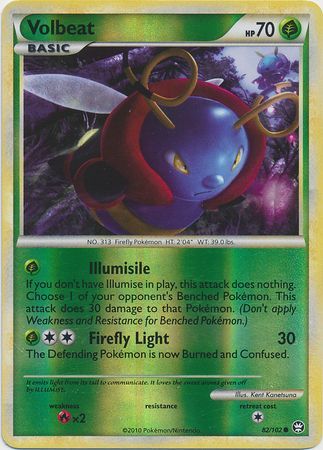 Volbeat
HP 70
BASIC
NO. 313 Firefly Pokémon HT: 2'04" WT: 39.0 lbs.
Illumisile
If you don't have Illumise in play, this attack does nothing.
Choose 1 of your opponent's Benched Pokémon. This
attack does 30 damage to that Pokémon. (Don't apply
Weakness and Resistance for Benched Pokémon.)
Firefly Light 30
The Defending Pokémon is now Burned and Confused.
It emits light from its tail to communicate. It loves the sweet aroma given off
by ILLUMISE.
Illus. Kent Kanetsuna
weakness resistance retreat cost
×2
©2010 Pokémon/Nintendo.
82/102